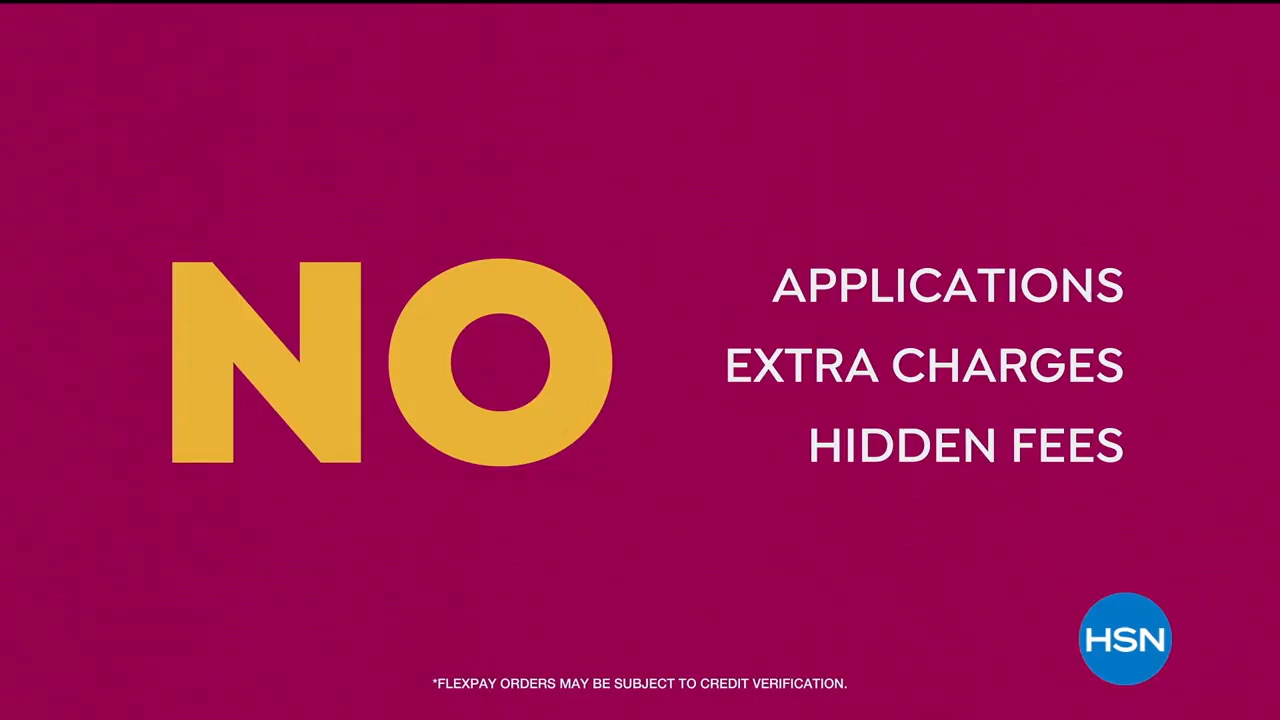 NO
APPLICATIONS
EXTRA CHARGES
HIDDEN FEES
HSN
*FLEXPAY ORDERS MAY BE SUBJECT TO CREDIT VERIFICATION.